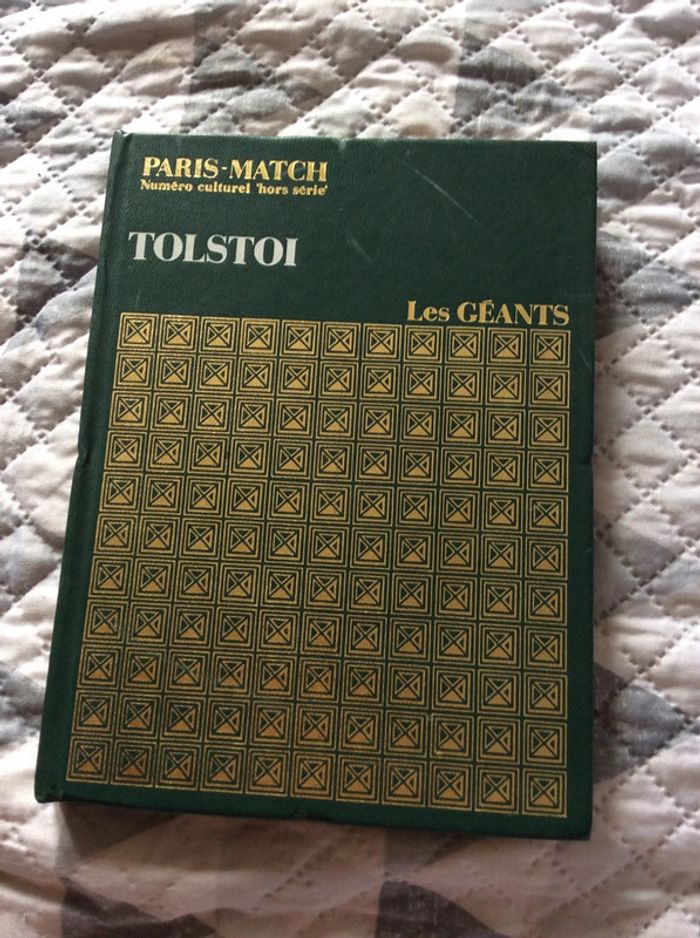 PARIS-MATCH
Numéro culturel 'hors série'
TOLSTOI
Les GÉANTS